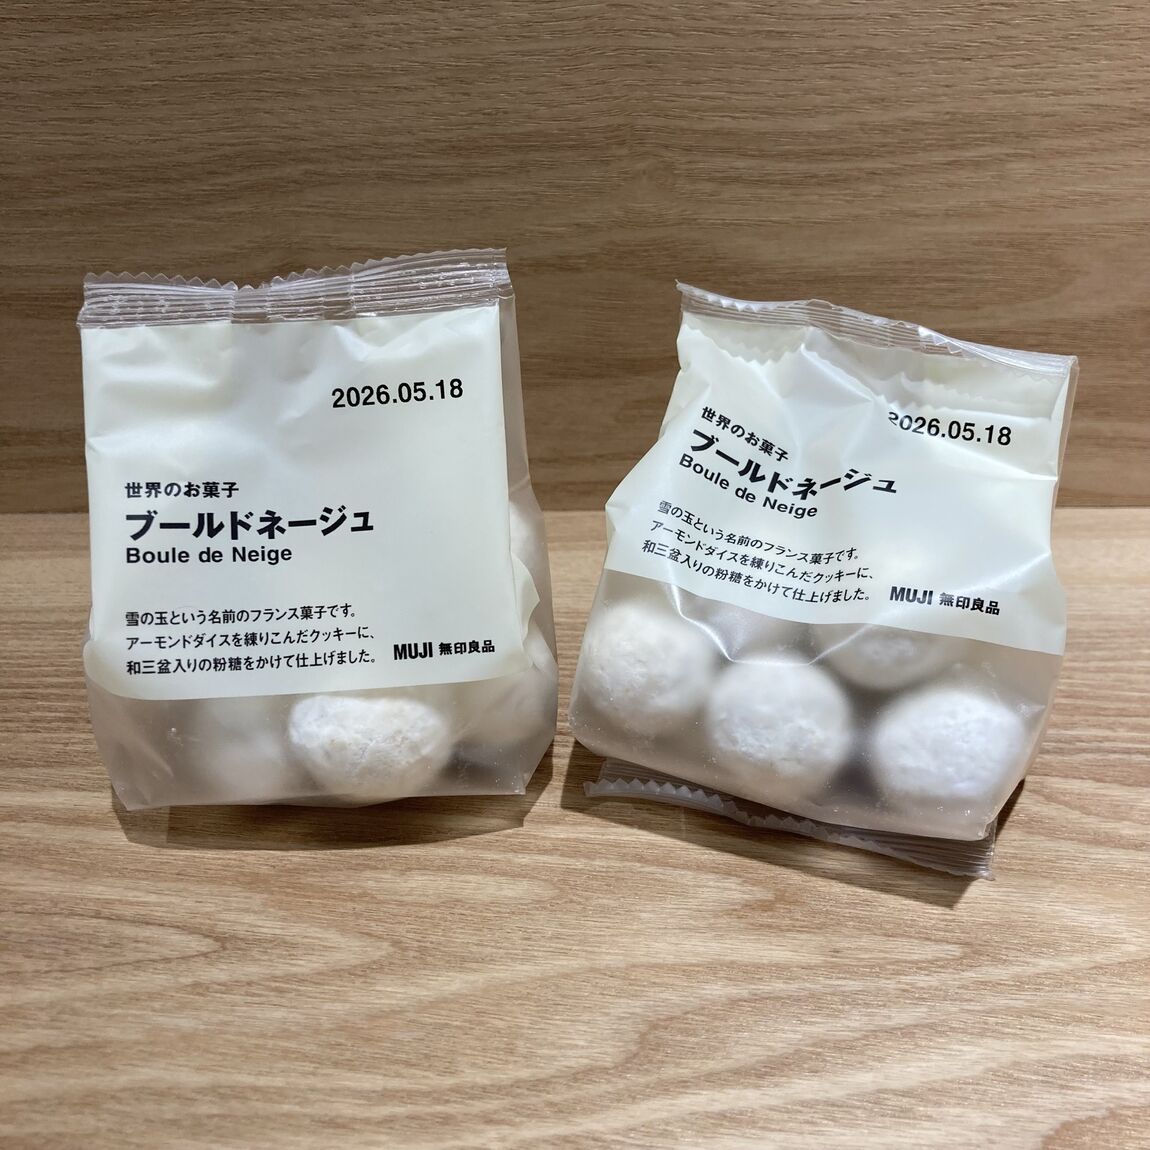 2026.05.18
世界のお菓子
ブールドネージュ
Boule de Neige
雪の玉という名前のフランス菓子です。
アーモンドダイスを練りこんだクッキーに、
和三盆入りの粉糖をかけて仕上げました。
MUJI 無印良品
2026.05.18
世界のお菓子
ブールドネージュ
Boule de Neige
雪の玉という名前のフランス菓子です。
アーモンドダイスを練りこんだクッキーに、
和三盆入りの粉糖をかけて仕上げました。
MUJI 無印良品